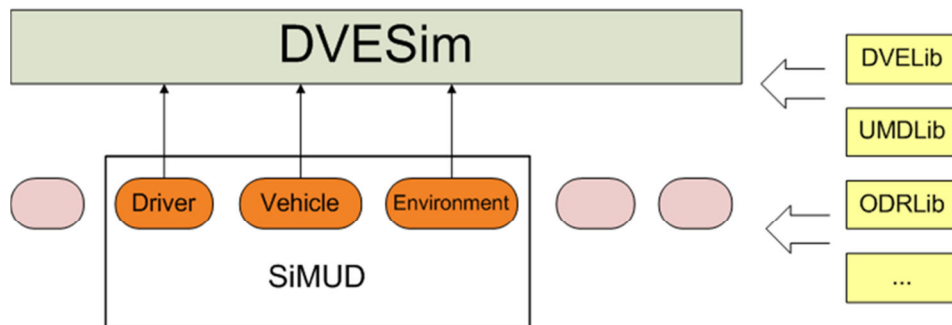 DVESim
DVELib
UMDLib
Driver
Vehicle
Environment
ODRLib
SiMUD
...